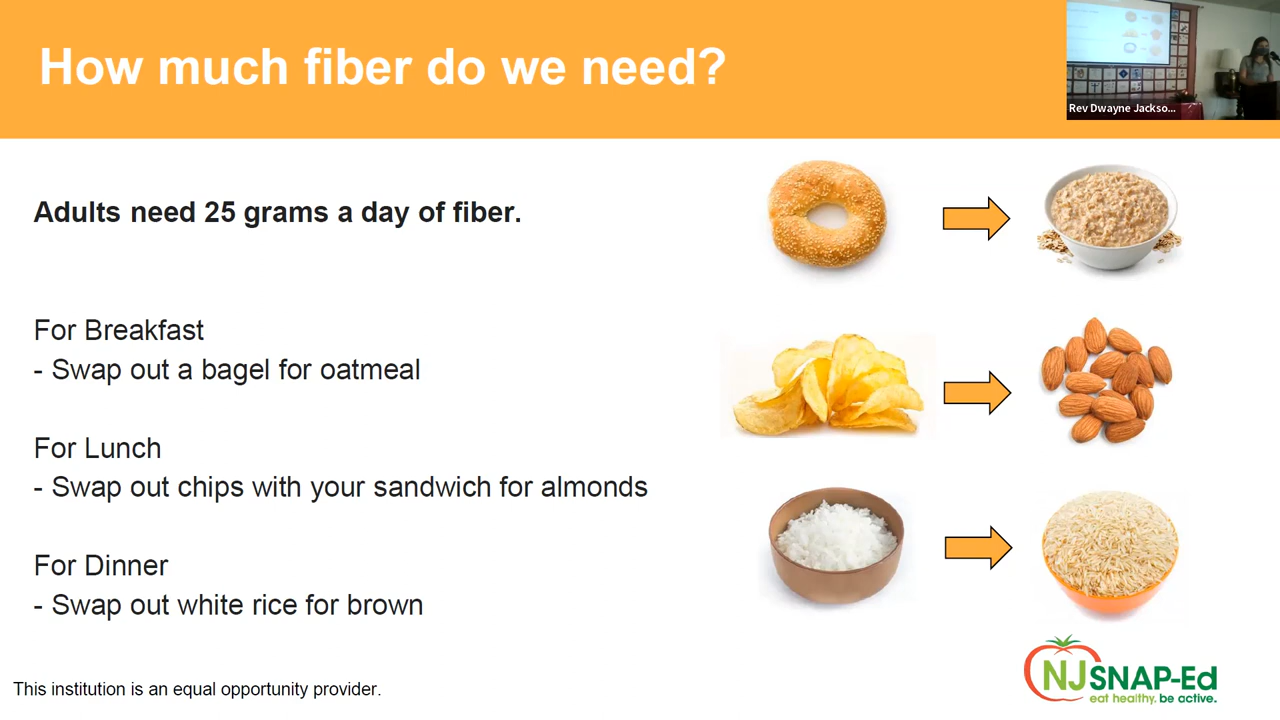 How much fiber do we need?
Rev Dwayne Jackso...
Adults need 25 grams a day of fiber.
For Breakfast
- Swap out a bagel for oatmeal
For Lunch
- Swap out chips with your sandwich for almonds
For Dinner
- Swap out white rice for brown
This institution is an equal opportunity provider.
NJSNAP-Ed
eat healthy. be active.